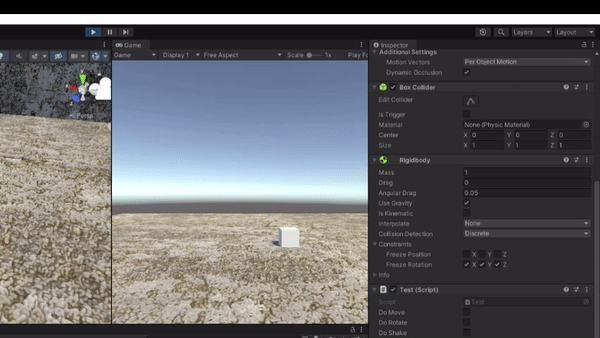 Layers
Layout
Game
Inspector
Game
Display 1
Free Aspect
Scale
1x
Play Fo
Persp
Additional Settings
Motion Vectors
Per Object Motion
Dynamic Occlusion
Box Collider
Edit Collider
Is Trigger
Material
None (Physic Material)
Center
X 0 Y 0 Z 0
Size
X 1 Y 1 Z 1
Rigidbody
Mass
1
Drag
0
Angular Drag
0.05
Use Gravity
Is Kinematic
Interpolate
None
Collision Detection
Discrete
Constraints
Freeze Position
X Y Z
Freeze Rotation
X Y Z
Info
Test (Script)
Script
Test
Do Move
Do Rotate
Do Shake